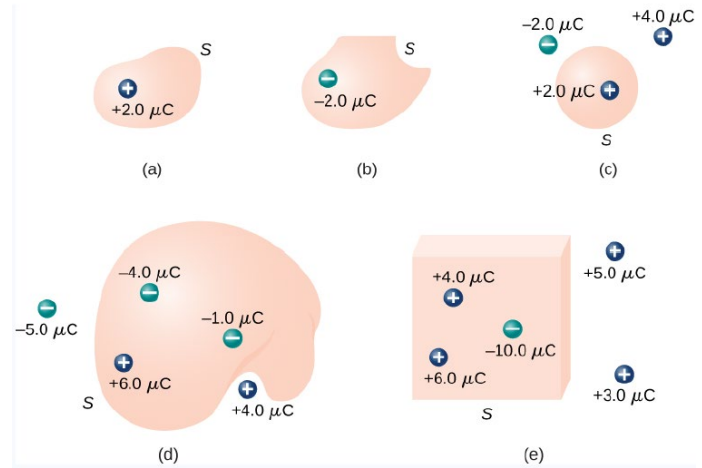 S
+2.0 μC
(a)
S
–2.0 μC
(b)
–2.0 μC
+4.0 μC
+2.0 μC
S
(c)
–4.0 μC
–1.0 μC
–5.0 μC
+6.0 μC
+4.0 μC
S
(d)
+4.0 μC
+5.0 μC
–10.0 μC
+6.0 μC
+3.0 μC
S
(e)